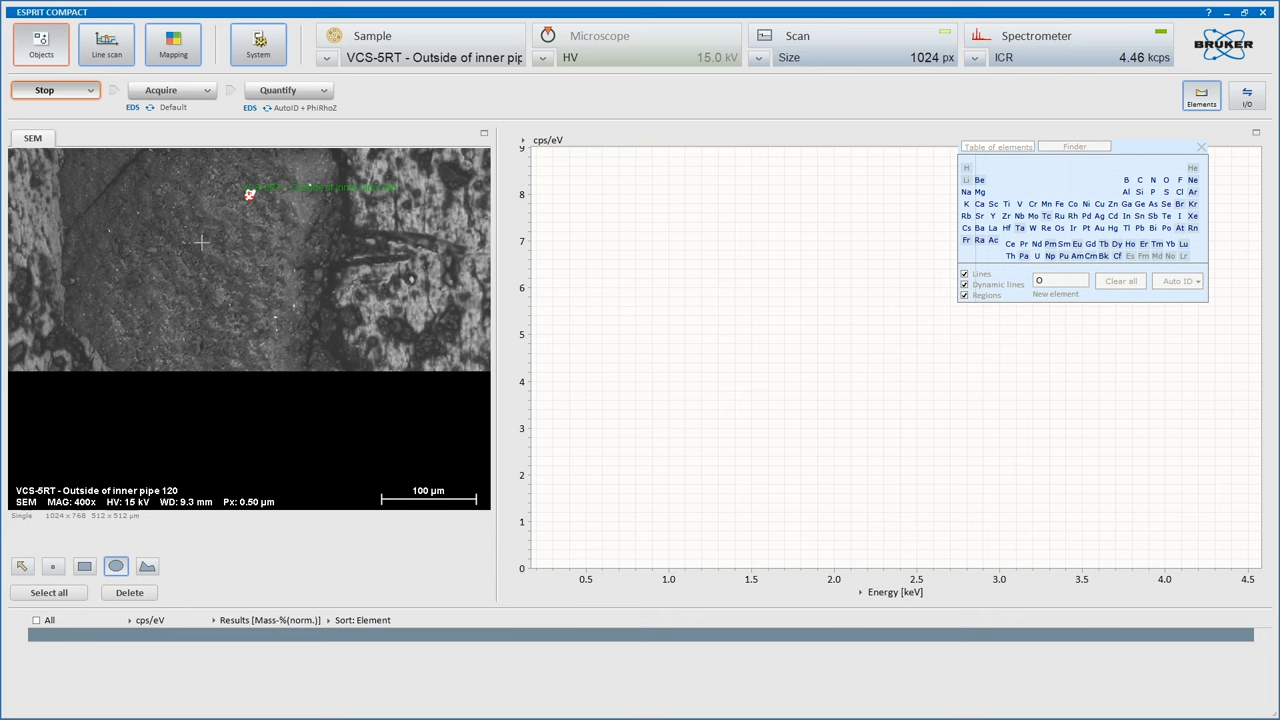 ESPRIT COMPACT
?
Objects
Line scan
Mapping
System
Sample
VCS-5RT - Outside of inner pip
Microscope
HV 15.0 kV
Scan
Size 1024 px
Spectrometer
ICR 4.46 kcps
BRUKER
Stop
Acquire
Quantify
EDS Default
EDS AutoID + PhiRhoZ
Elements
I/O
SEM
VCS-5RT - Outside of inner pipe 120
SEM MAG: 400x HV: 15 kV WD: 9.3 mm Px: 0.50 µm
100 µm
Single 1024 x 768 512 x 512 µm
Select all
Delete
cps/eV
9
8
7
6
5
4
3
2
1
0
0.5 1.0 1.5 2.0 2.5 3.0 3.5 4.0 4.5
Energy [keV]
Table of elements
Finder
H He
Li Be B C N O F Ne
Na Mg Al Si P S Cl Ar
K Ca Sc Ti V Cr Mn Fe Co Ni Cu Zn Ga Ge As Se Br Kr
Rb Sr Y Zr Nb Mo Tc Ru Rh Pd Ag Cd In Sn Sb Te I Xe
Cs Ba La Hf Ta W Re Os Ir Pt Au Hg Tl Pb Bi Po At Rn
Fr Ra Ac
Ce Pr Nd Pm Sm Eu Gd Tb Dy Ho Er Tm Yb Lu
Th Pa U Np Pu Am Cm Bk Cf Es Fm Md No Lr
Lines
Dynamic lines
Regions
O
New element
Clear all
Auto ID
All
cps/eV
Results [Mass-%(norm.)]
Sort: Element